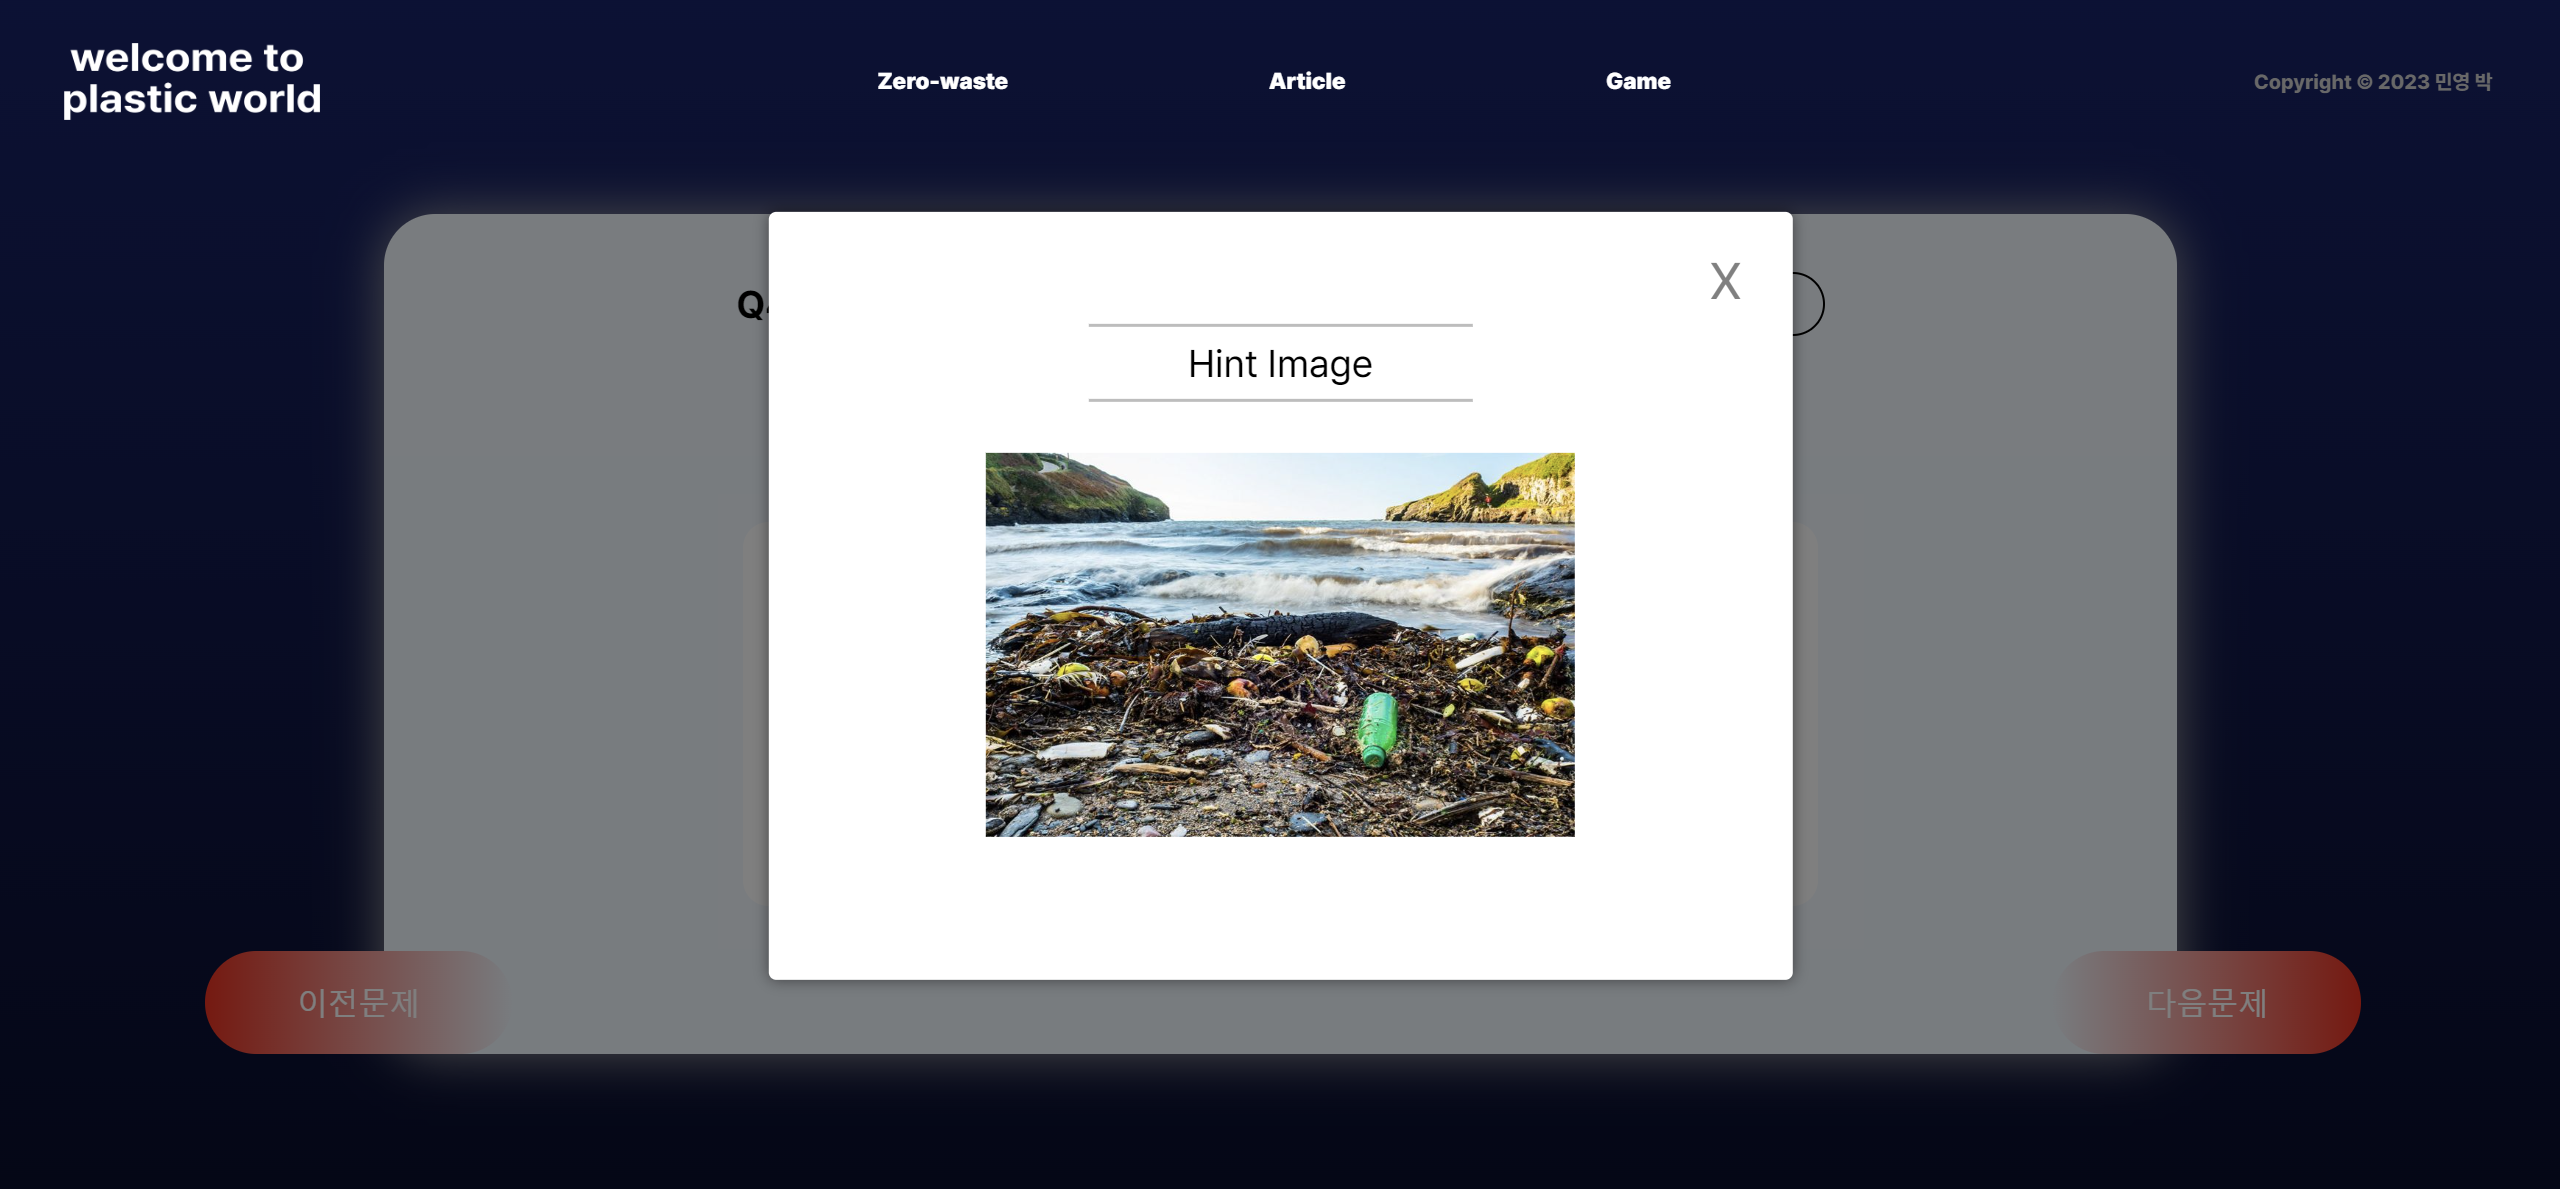 welcome to
plastic world
Zero-waste
Article
Game
Copyright © 2023 민영 박
X
Hint Image
이전문제
다음문제